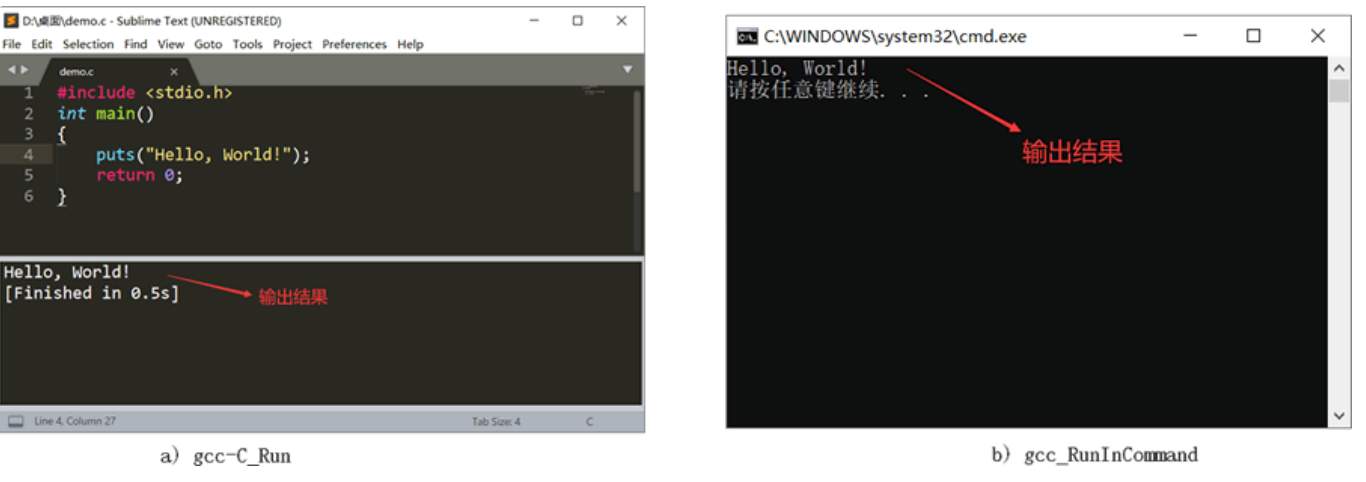 D:\桌面\demo.c - Sublime Text (UNREGISTERED)
File Edit Selection Find View Goto Tools Project Preferences Help
demo.c ×
1 #include <stdio.h>
2 int main()
3 {
4 puts("Hello, World!");
5 return 0;
6 }
Hello, World!
[Finished in 0.5s]
输出结果
Line 4, Column 27 Tab Size: 4 C
a) gcc-C_Run
C:\WINDOWS\system32\cmd.exe
Hello, World!
请按任意键继续. . .
输出结果
b) gcc_RunInCommand